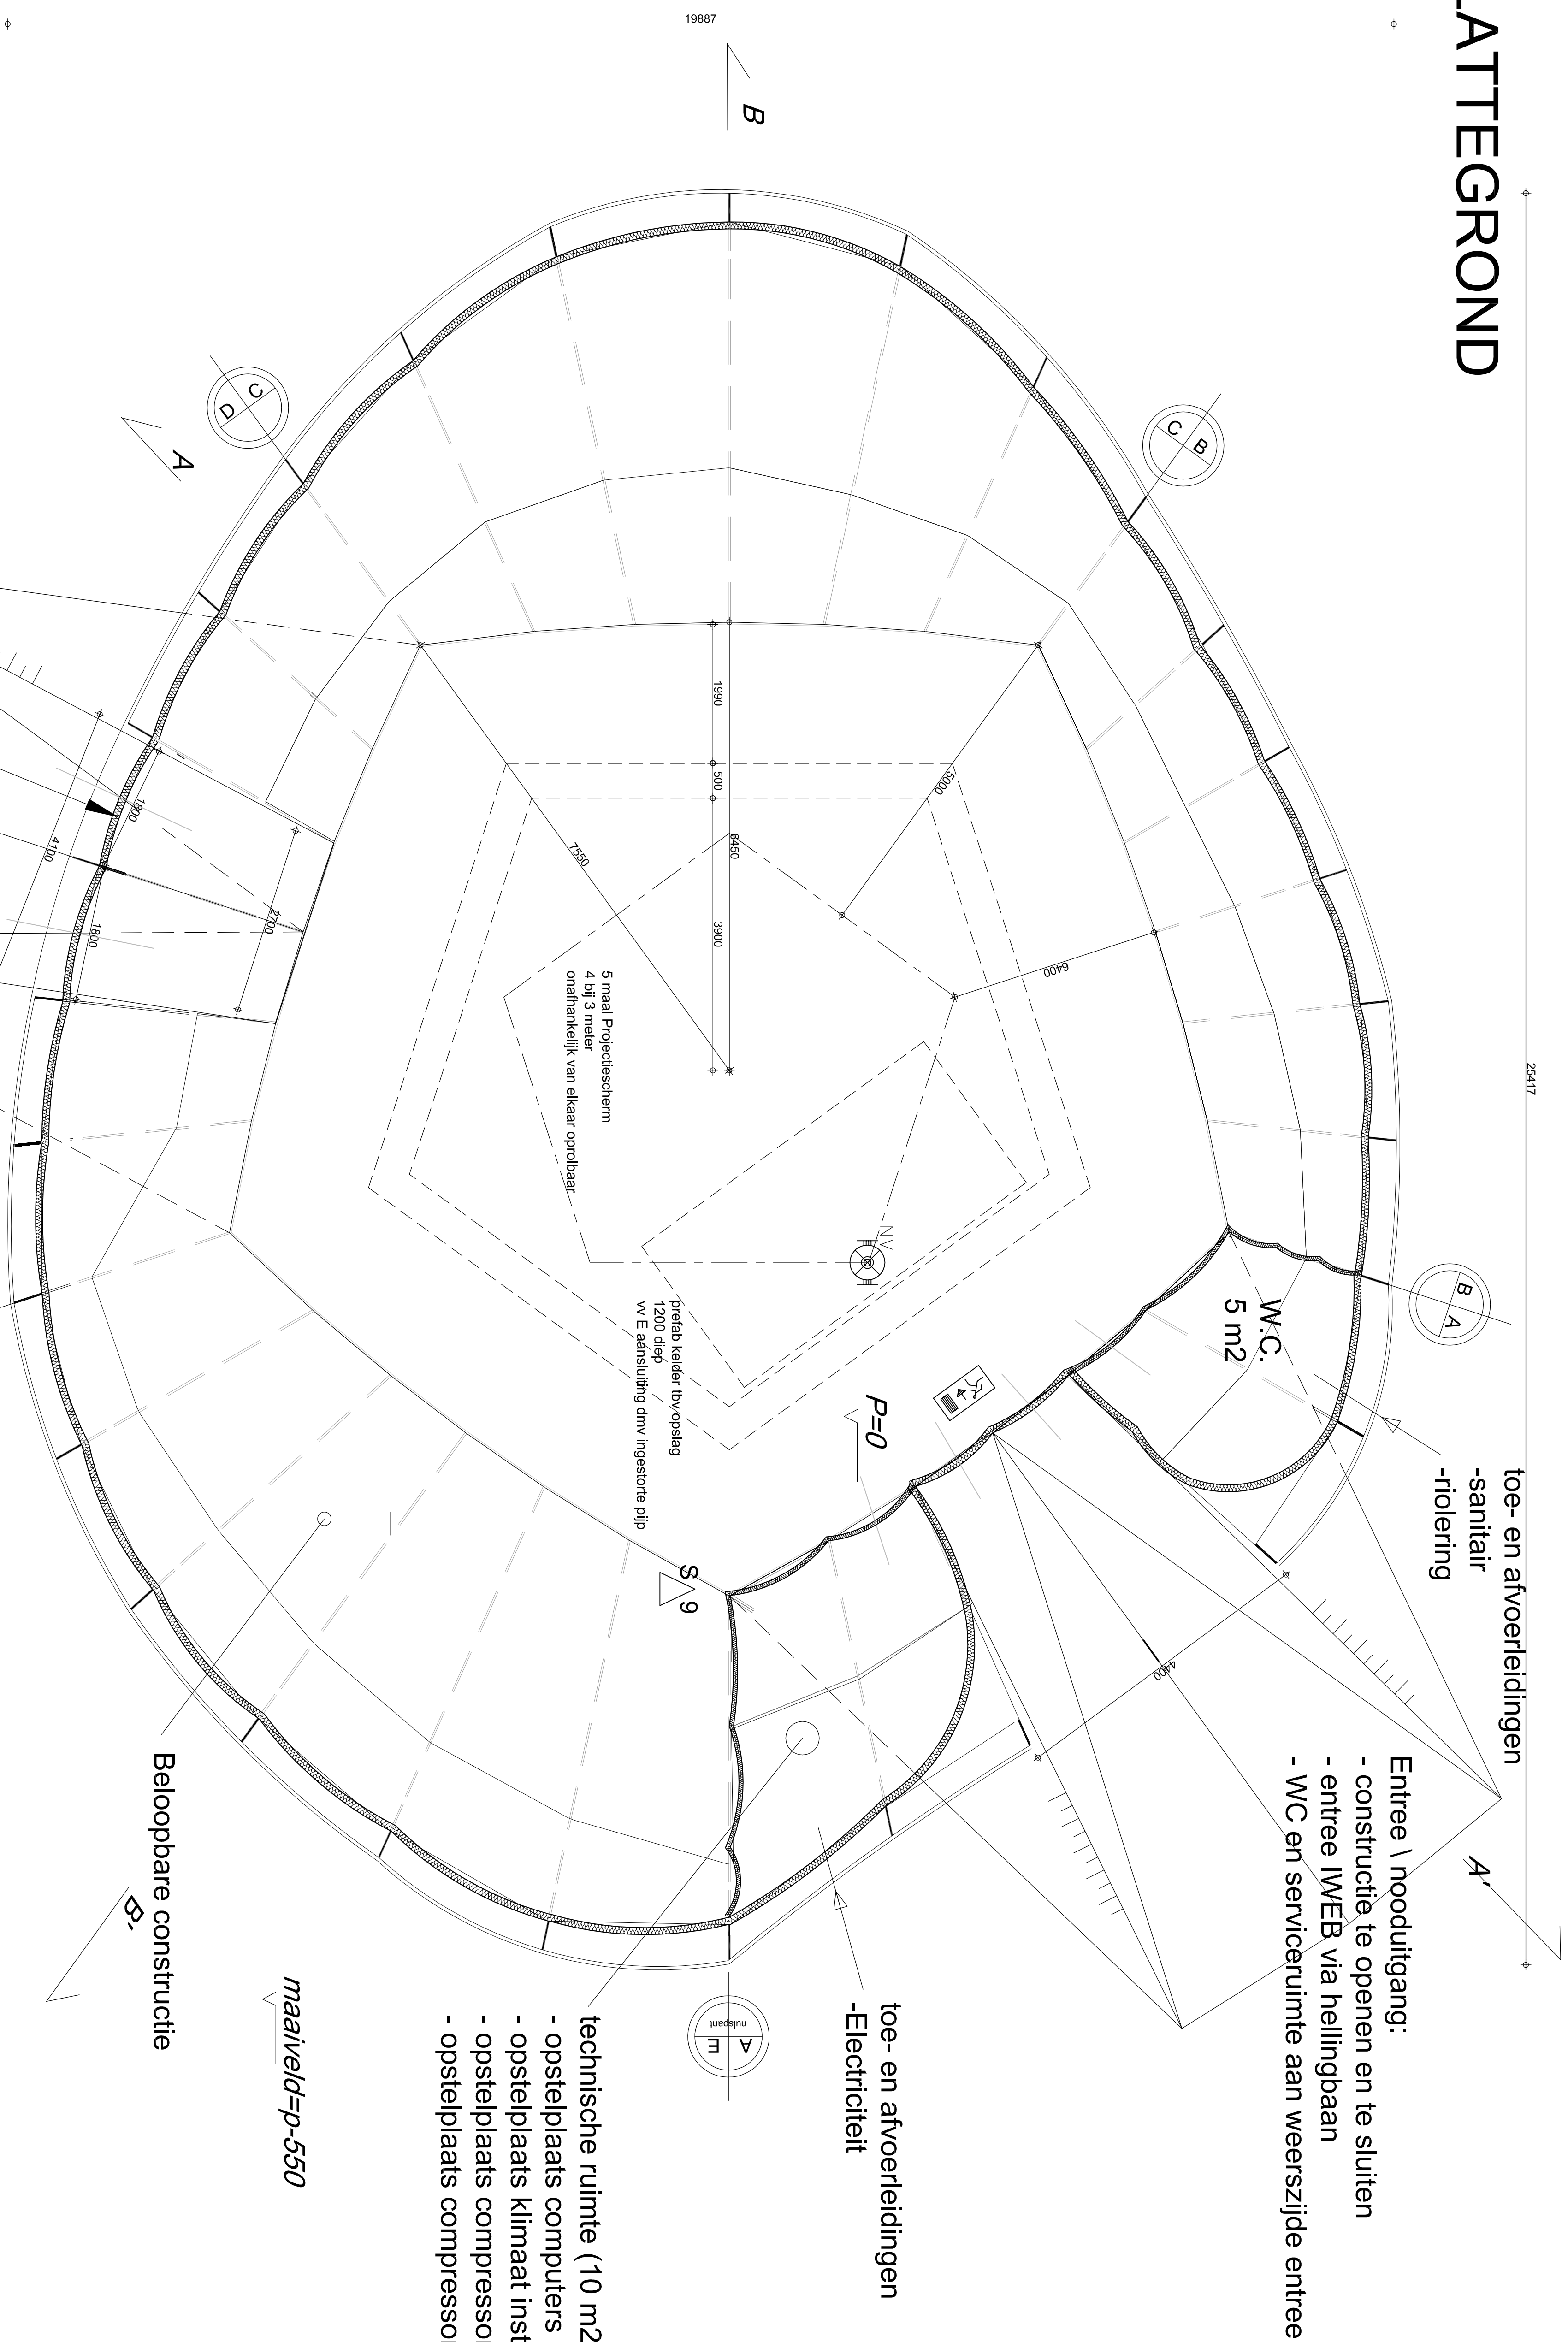 LATTEGROND
25417
19887
B
A
C
D
C
B
B
A
toe- en afvoerleidingen
-sanitair
-riolering
W.C.
5 m2
Entree \ nooduitgang:
- constructie te openen en te sluiten
- entree IWEB via hellingbaan
- WC en serviceruimte aan weerszijde entree
A'
4400
P=0
NV
1990
500
3900
6450
5000
6400
7550
5 maal Projectiescherm
4 bij 3 meter
onafhankelijk van elkaar oprolbaar
prefab kelder tbv opslag
1200 diep
vv E aansluiting dmv ingestorte pijp
S 9
1800
1800
2700
4100
toe- en afvoerleidingen
-Electriciteit
A
E
nulspant
technische ruimte (10 m2
- opstelplaats computers
- opstelplaats klimaat inst
- opstelplaats compressor
- opstelplaats compressor
maaiveld=p-550
Beloopbare constructie
B-